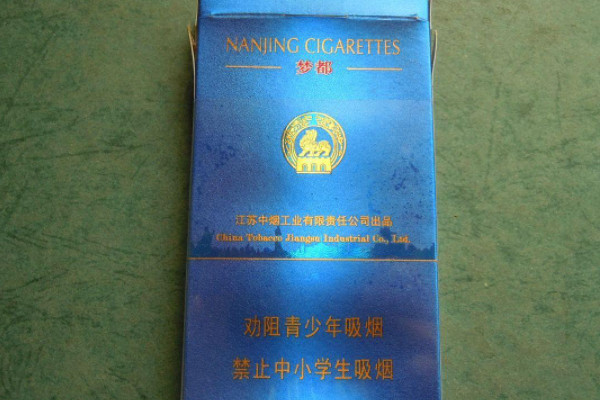 NANJING CIGARETTES
梦都
江苏中烟工业有限责任公司出品
China Tobacco Jiangsu Industrial Co., Ltd.
劝阻青少年吸烟
禁止中小学生吸烟